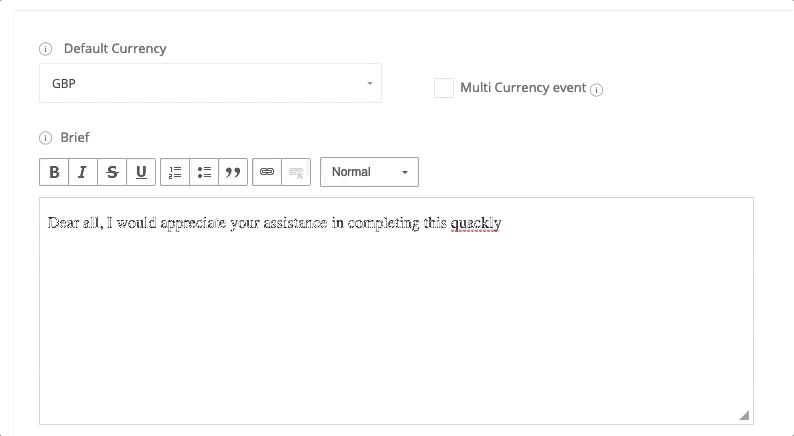 Default Currency
GBP
Multi Currency event
Brief
B I S U
Normal
Dear all, I would appreciate your assistance in completing this quackly